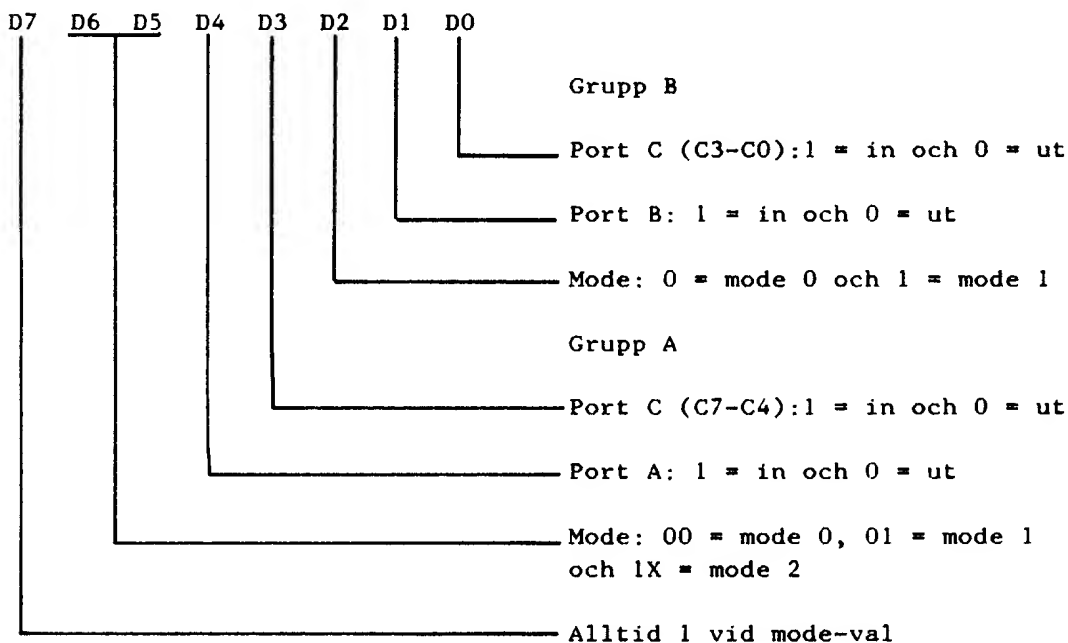 D7 D6 D5 D4 D3 D2 D1 D0
Grupp B
Port C (C3-C0):1 = in och 0 = ut
Port B: 1 = in och 0 = ut
Mode: 0 = mode 0 och 1 = mode 1
Grupp A
Port C (C7-C4):1 = in och 0 = ut
Port A: 1 = in och 0 = ut
Mode: 00 = mode 0, 01 = mode 1
och 1X = mode 2
Alltid 1 vid mode-val